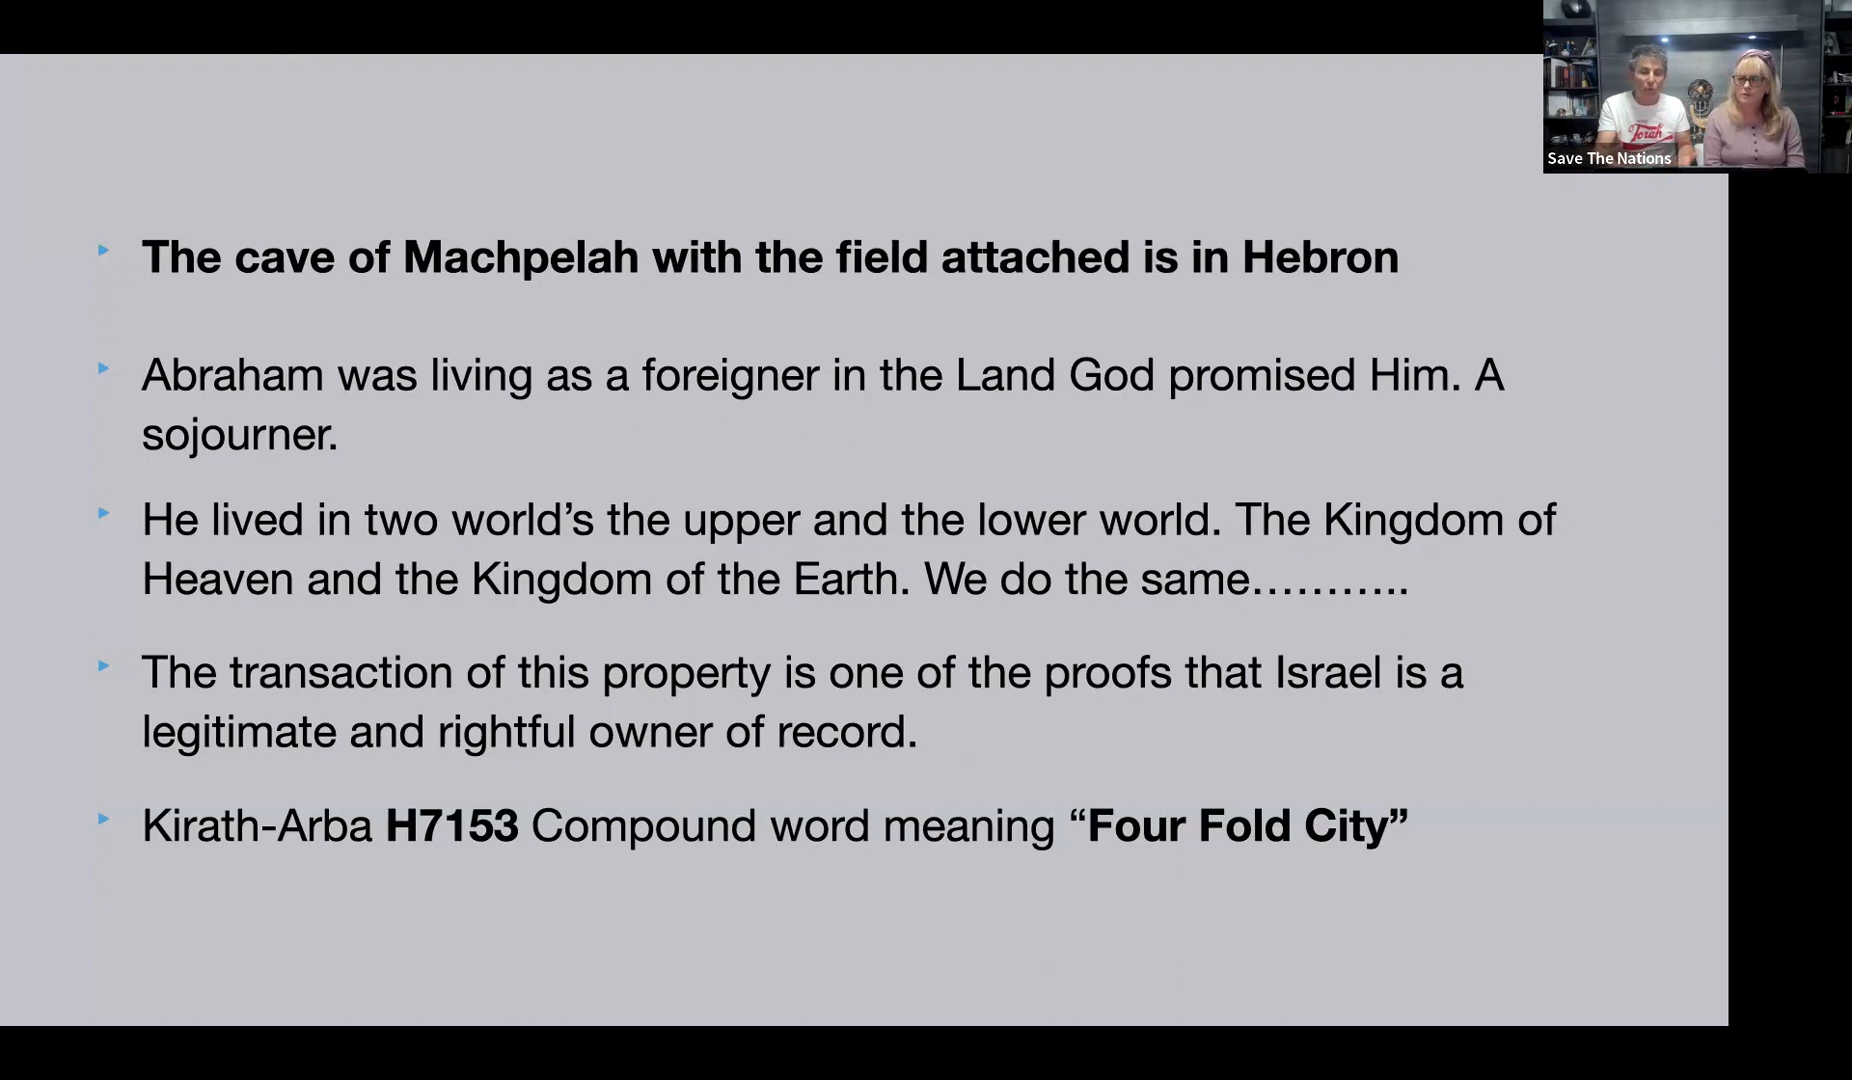 Torah
Save The Nations
The cave of Machpelah with the field attached is in Hebron
Abraham was living as a foreigner in the Land God promised Him. A
sojourner.
He lived in two world’s the upper and the lower world. The Kingdom of
Heaven and the Kingdom of the Earth. We do the same………..
The transaction of this property is one of the proofs that Israel is a
legitimate and rightful owner of record.
Kirath-Arba H7153 Compound word meaning “Four Fold City”